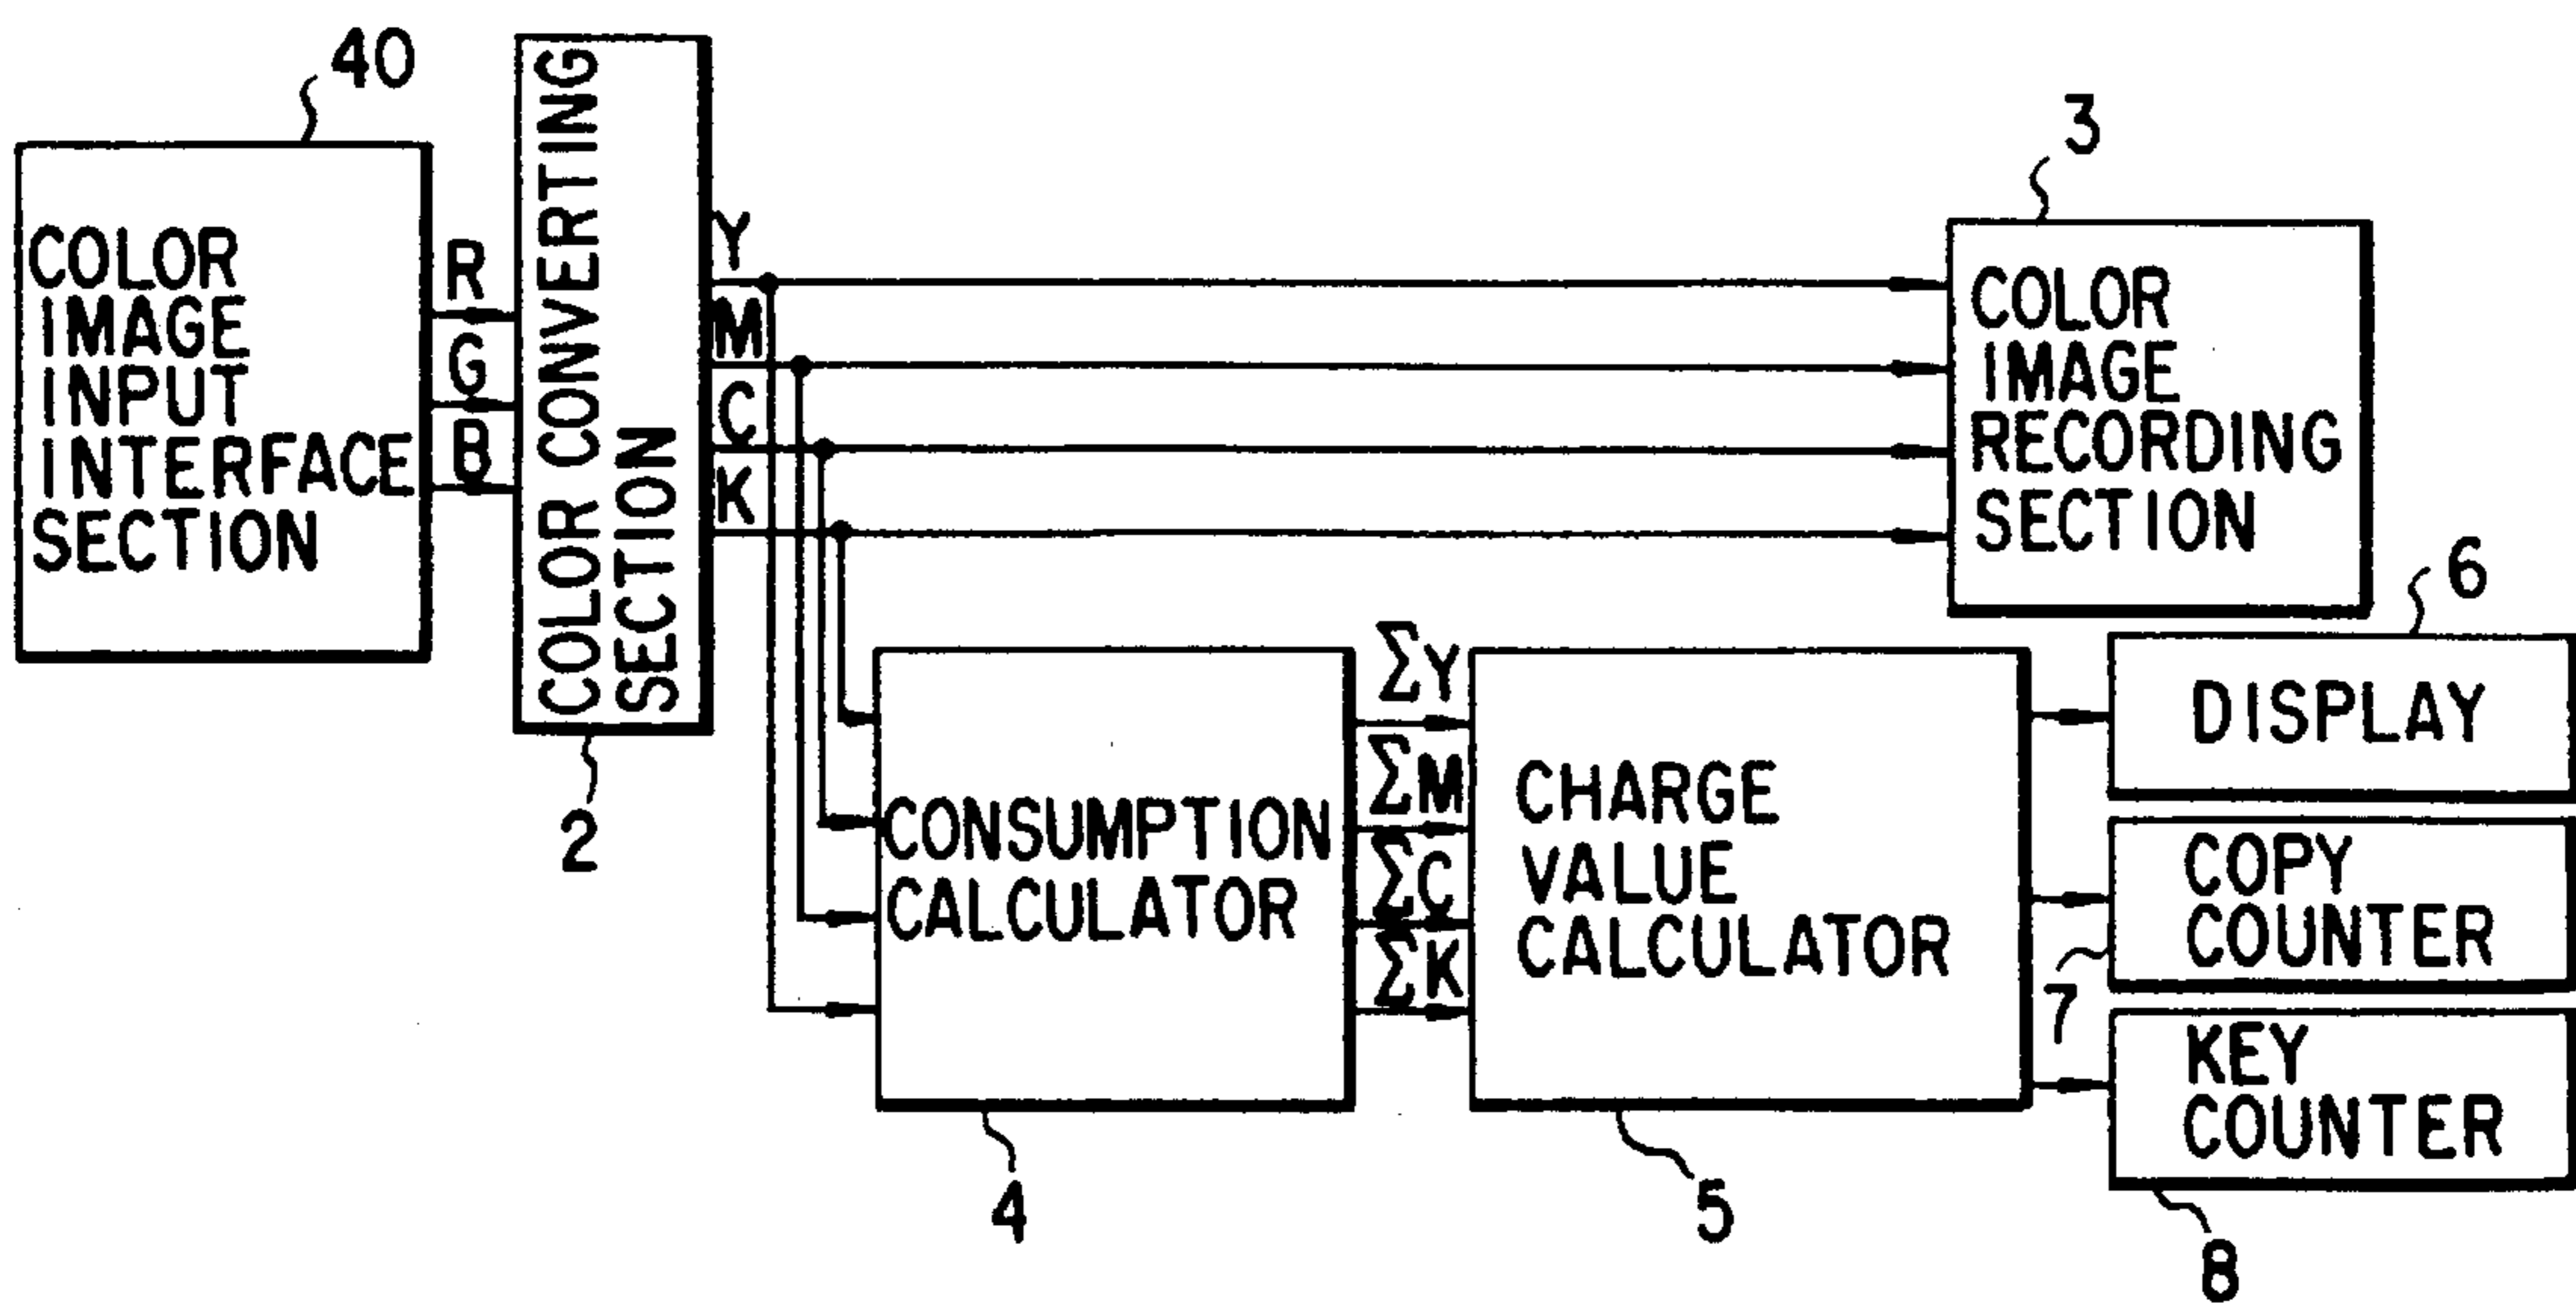 40
COLOR
IMAGE
INPUT
INTERFACE
SECTION
R
G
B
COLOR CONVERTING
SECTION
2
Y
M
C
K
3
COLOR
IMAGE
RECORDING
SECTION
CONSUMPTION
CALCULATOR
4
ΣY
ΣM
ΣC
ΣK
CHARGE
VALUE
CALCULATOR
5
6
DISPLAY
7
COPY
COUNTER
KEY
COUNTER
8